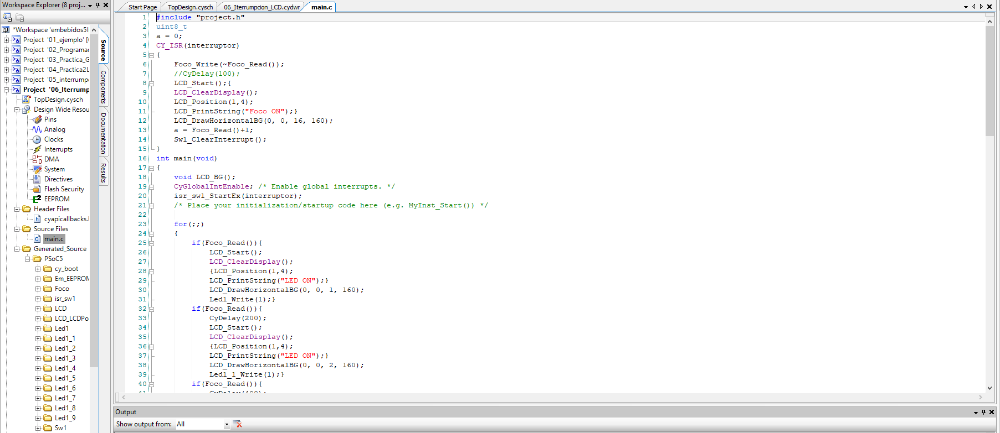 Workspace Explorer (8 proj...
*Workspace 'embebidos5I
Project '01_ejemplo' [C
Project '02_Programac
Project '03_Practica_G
Project '04_Practica2L
Project '05_interrumpc
Project '06_Iterrump
TopDesign.cysch
Design Wide Resou
Pins
Analog
Clocks
Interrupts
DMA
System
Directives
Flash Security
EEPROM
Header Files
cyapicallbacks.l
Source Files
main.c
Generated_Source
PSoC5
cy_boot
Em_EEPROM
Foco
isr_sw1
LCD
LCD_LCDPo
Led1
Led1_1
Led1_2
Led1_3
Led1_4
Led1_5
Led1_6
Led1_7
Led1_8
Led1_9
Sw1
Source
Components
Documentation
Results
Start Page
TopDesign.cysch
06_Iterrumpcion_LCD.cydwr
main.c
1 #include "project.h"
2 uint8_t
3 a = 0;
4 CY_ISR(interruptor)
5 {
6 Foco_Write(~Foco_Read());
7 //CyDelay(100);
8 LCD_Start();{
9 LCD_ClearDisplay();
10 LCD_Position(1,4);
11 LCD_PrintString("Foco ON");}
12 LCD_DrawHorizontalBG(0, 0, 16, 160);
13 a = Foco_Read()+1;
14 Sw1_ClearInterrupt();
15 }
16 int main(void)
17 {
18 void LCD_BG();
19 CyGlobalIntEnable; /* Enable global interrupts. */
20 isr_sw1_StartEx(interruptor);
21 /* Place your initialization/startup code here (e.g. MyInst_Start()) */
22
23 for(;;)
24 {
25 if(Foco_Read()){
26 LCD_Start();
27 LCD_ClearDisplay();
28 {LCD_Position(1,4);
29 LCD_PrintString("LED ON");}
30 LCD_DrawHorizontalBG(0, 0, 1, 160);
31 Led1_Write(1);}
32 if(Foco_Read()){
33 CyDelay(200);
34 LCD_Start();
35 LCD_ClearDisplay();
36 {LCD_Position(1,4);
37 LCD_PrintString("LED ON");}
38 LCD_DrawHorizontalBG(0, 0, 2, 160);
39 Led1_1_Write(1);}
40 if(Foco_Read()){
41 CyDelay(400);
Output
Show output from: All